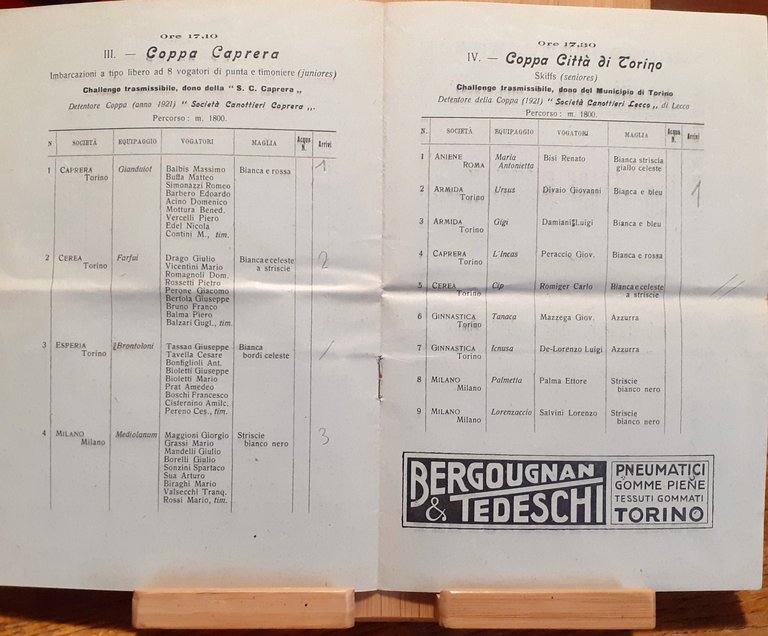 Ore 17,10
III. — Coppa Caprera
Imbarcazioni a tipo libero ad 8 vogatori di punta e timoniere (juniores)
Challenge trasmissibile, dono della " S. C. Caprera „
Detentore Coppa (anno 1921) " Società Canottieri Caprera „.
Percorso: m. 1800.
N SOCIETÀ EQUIPAGGIO VOGATORI MAGLIA Acqua N. Arrivi
1 CAPRERA Torino Gianduiot Balbis Massimo Bianca e rossa 1
Buffa Matteo
Simonazzi Romeo
Barbero Edoardo
Acino Domenico
Mottura Bened.
Vercelli Piero
Edel Nicola
Contini M., tim.
2 CEREA Torino Farfui Drago Giulio Bianca e celeste a striscie 2
Vicentini Mario
Romagnoli Dom.
Rossetti Pietro
Perone Giacomo
Bertola Giuseppe
Bruno Franco
Balma Piero
Balzari Gugl., tim.
3 ESPERIA Torino Brontoloni Tassan Giuseppe Bianca bordi celeste /
Tavella Cesare
Bonfiglioli Ant.
Bioletti Giuseppe
Bioletti Mario
Prat Amedeo
Boschi Francesco
Cisternino Amilc.
Pereno Ces., tim.
4 MILANO Milano Mediolanum Maggioni Giorgio Striscie bianco nero 3
Grassi Mario
Mandelli Giulio
Borelli Giulio
Sonzini Spartaco
Sua Arturo
Biraghi Mario
Valsecchi Tranq.
Rossi Mario, tim.
Ore 17,30
IV. — Coppa Città di Torino
Skiffs (seniores)
Challenge trasmissibile, dono del Municipio di Torino
Detentore della Coppa (1921) " Società Canottieri Lecco „ di Lecco
Percorso: m. 1800.
N. SOCIETÀ EQUIPAGGIO VOGATORI MAGLIA Acqua N. Arrivi
1 ANIENE ROMA Maria Antonietta Bisi Renato Bianca striscia giallo celeste
2 ARMIDA Torino Ursus Divaio Giovanni Bianca e bleu 1
3 ARMIDA Torino Gigi Damiani Luigi Bianca e bleu
4 CAPRERA Torino L'Incas Peraccio Giov. Bianca e rossa
5 CEREA Torino Cip Romiger Carlo Bianca e celeste a striscie //
6 GINNASTICA Torino Tanaca Mazzega Giov. Azzurra
7 GINNASTICA Torino Icnusa De-Lorenzo Luigi Azzurra
8 MILANO Milano Palmetta Palma Ettore Striscie bianco nero
9 MILANO Milano Lorenzaccio Salvini Lorenzo Striscie bianco nero
BERGOUGNAN
& TEDESCHI
PNEUMATICI
GOMME PIENE
TESSUTI GOMMATI
TORINO